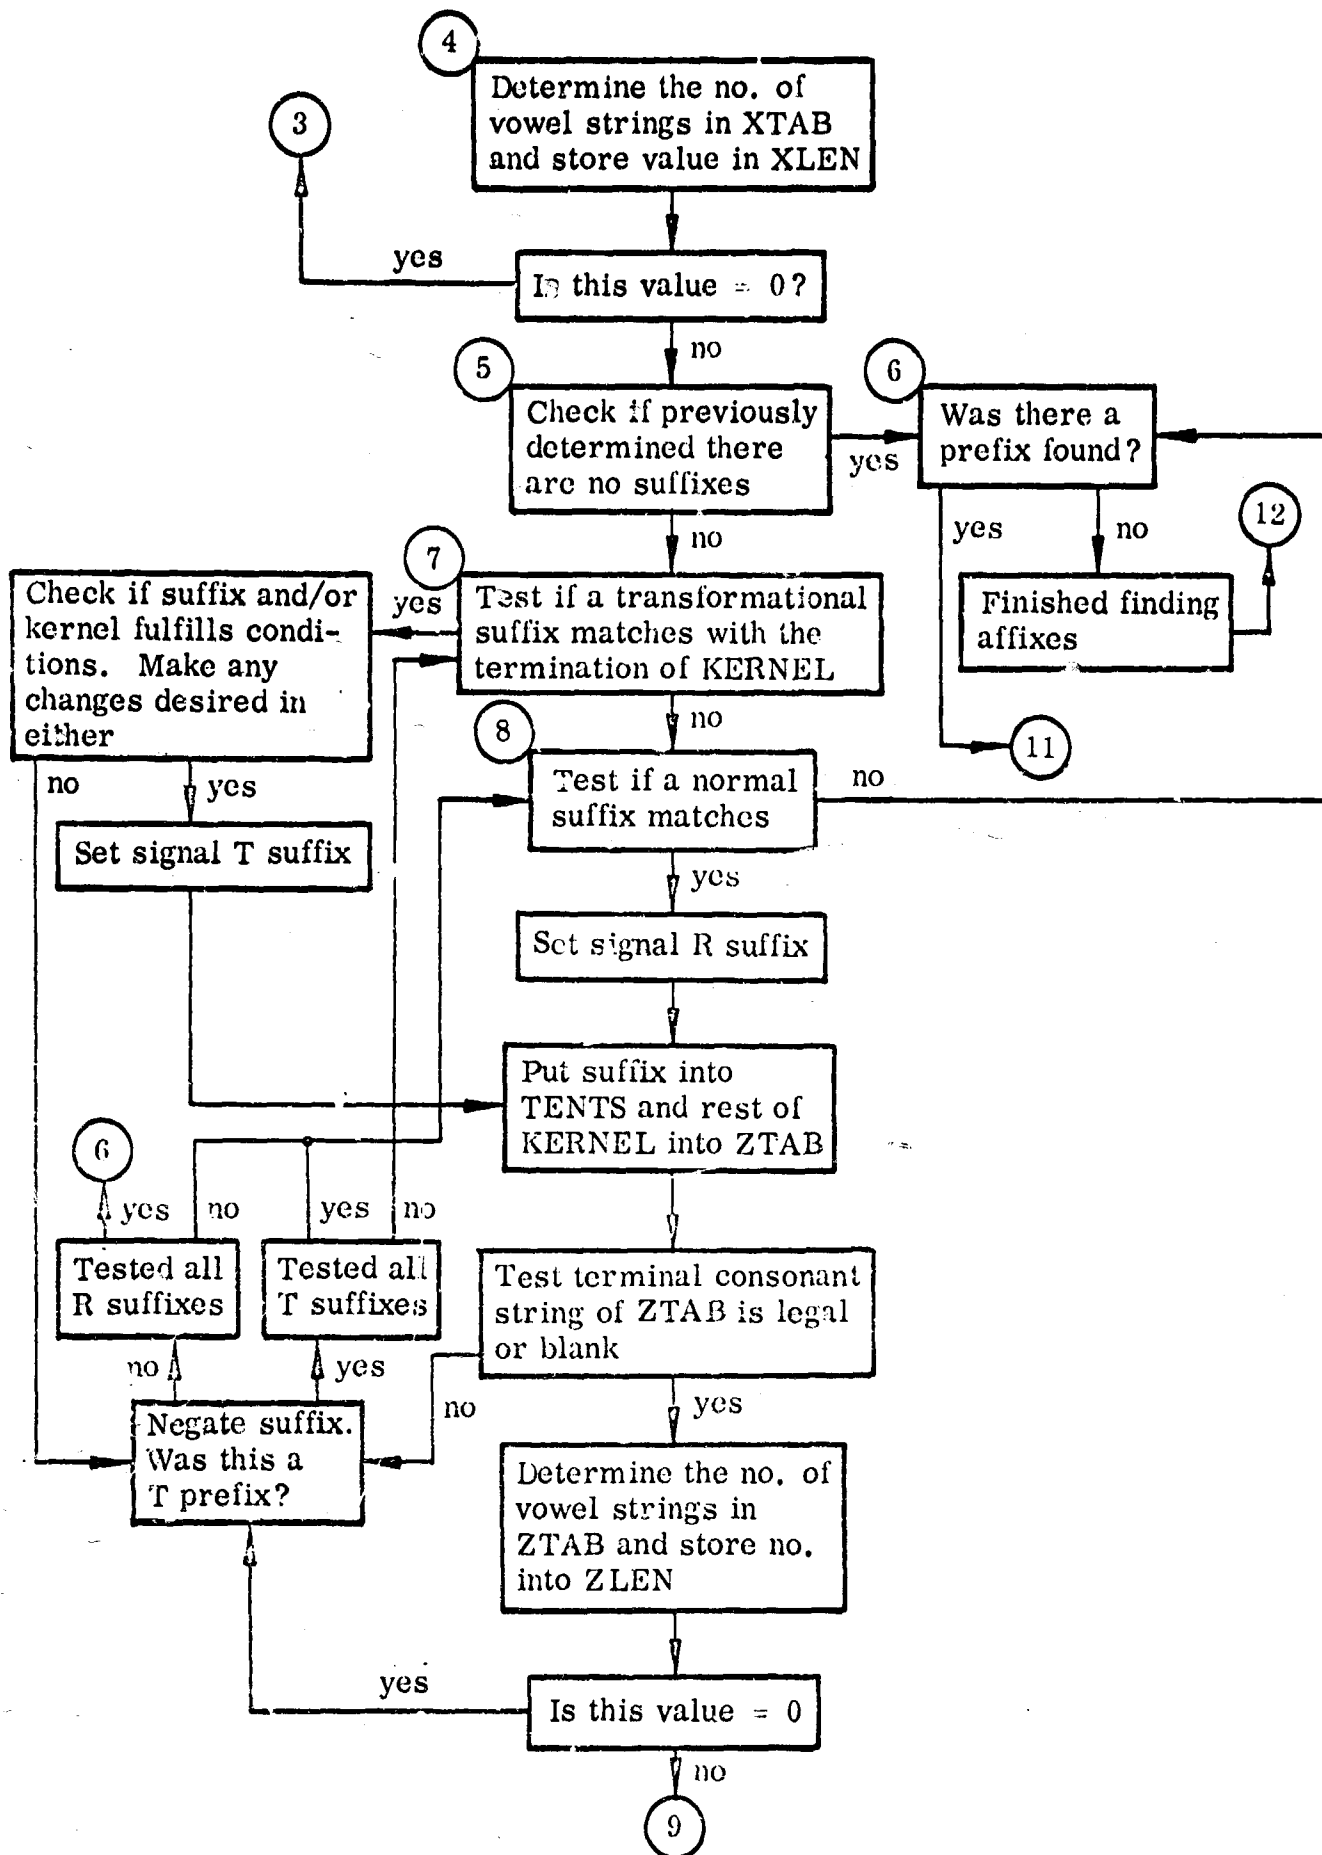 4
Determine the no. of
vowel strings in XTAB
and store value in XLEN
3
yes
Is this value = 0?
no
5
6
Check if previously
determined there
are no suffixes
yes
Was there a
prefix found?
no
yes
no
12
7
Check if suffix and/or
kernel fulfills condi-
tions. Make any
changes desired in
either
yes
Test if a transformational
suffix matches with the
termination of KERNEL
Finished finding
affixes
no
8
11
no
yes
Test if a normal
suffix matches
no
Set signal T suffix
yes
Set signal R suffix
Put suffix into
TENTS and rest of
KERNEL into ZTAB
6
yes
no
yes
no
Tested all
R suffixes
Tested all
T suffixes
Test terminal consonant
string of ZTAB is legal
or blank
no
yes
no
yes
Negate suffix.
Was this a
T prefix?
Determine the no. of
vowel strings in
ZTAB and store no.
into ZLEN
yes
Is this value = 0
no
9